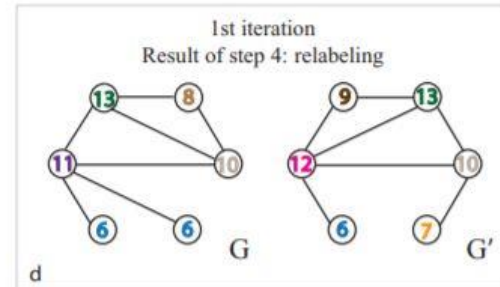 1st iteration
Result of step 4: relabeling
13 8 9 13
11 10 12 10
6 6 G 6 7 G'
d